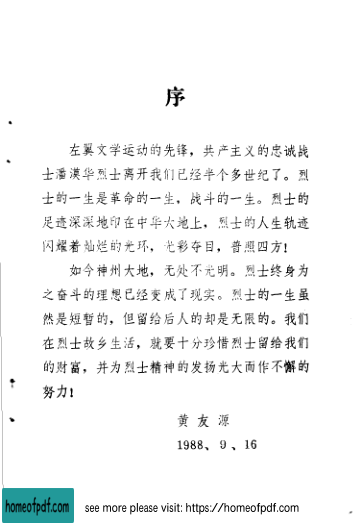 序
左翼文学运动的先锋，共产主义的忠诚战
士潘漠华烈士离开我们已经半个多世纪了。烈
士的一生是革命的一生，战斗的一生。烈士的
足迹深深地印在中华大地上，烈士的人生轨迹
闪耀着灿烂的光环，光彩夺目，普照四方！
如今神州大地，无处不光明。烈士终身为
之奋斗的理想已经变成了现实。烈士的一生虽
然是短暂的，但留给后人的却是无限的。我们
在烈士故乡生活，就要十分珍惜烈士留给我们
的财富，并为烈士精神的发扬光大而作不懈的
努力！
黄友源
1988、9、16
homeofpdf.com see more please visit: https://homeofpdf.com